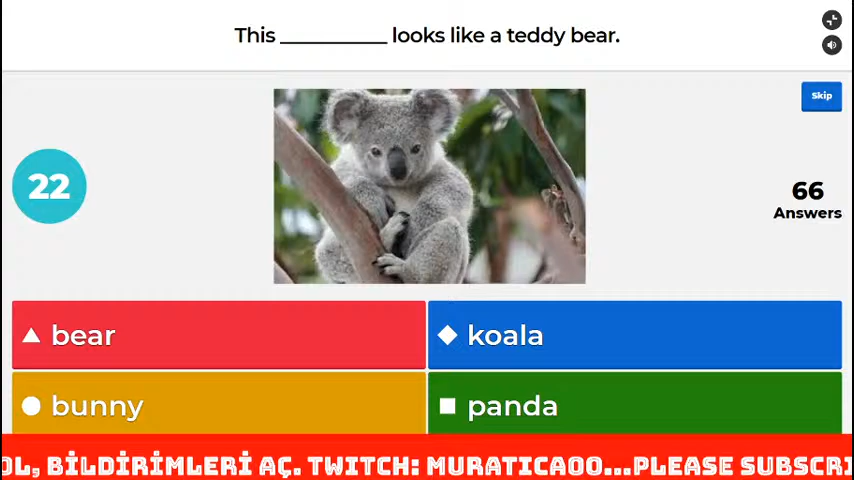 This __________ looks like a teddy bear.
Skip
22
66
Answers
bear
koala
bunny
panda
OL, BİLDİRİMLERİ AÇ. TWITCH: MURATICAOO...PLEASE SUBSCRI